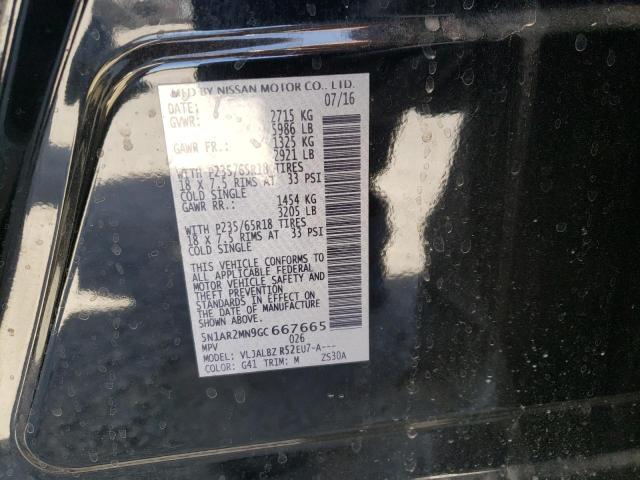 MFD BY NISSAN MOTOR CO., LTD.
DATE: 07/16
GVWR: 2715 KG
5986 LB
GAWR FR.: 1325 KG
2921 LB
WITH P235/65R18 TIRES
18 X 7.5 RIMS AT 33 PSI
COLD SINGLE
GAWR RR.: 1454 KG
3205 LB
WITH P235/65R18 TIRES
18 X 7.5 RIMS AT 33 PSI
COLD SINGLE
THIS VEHICLE CONFORMS TO
ALL APPLICABLE FEDERAL
MOTOR VEHICLE SAFETY AND
THEFT PREVENTION
STANDARDS IN EFFECT ON
THE DATE OF MANUFACTURE
SHOWN ABOVE.
5N1AR2MN9GC667665
MPV 026
MODEL: VLJALBZ R52EU7-A---
COLOR: G41 TRIM: M ZS30A